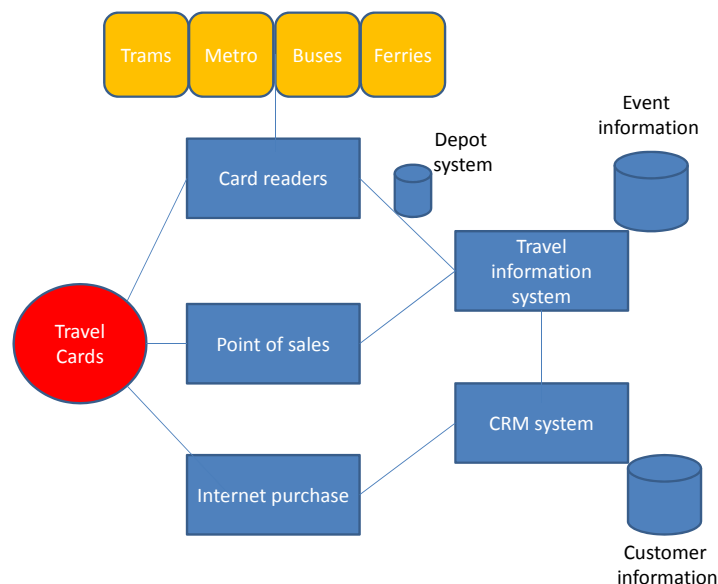 Trams
Metro
Buses
Ferries
Event
information
Depot
system
Card readers
Travel
information
system
Travel
Cards
Point of sales
CRM system
Internet purchase
Customer
information